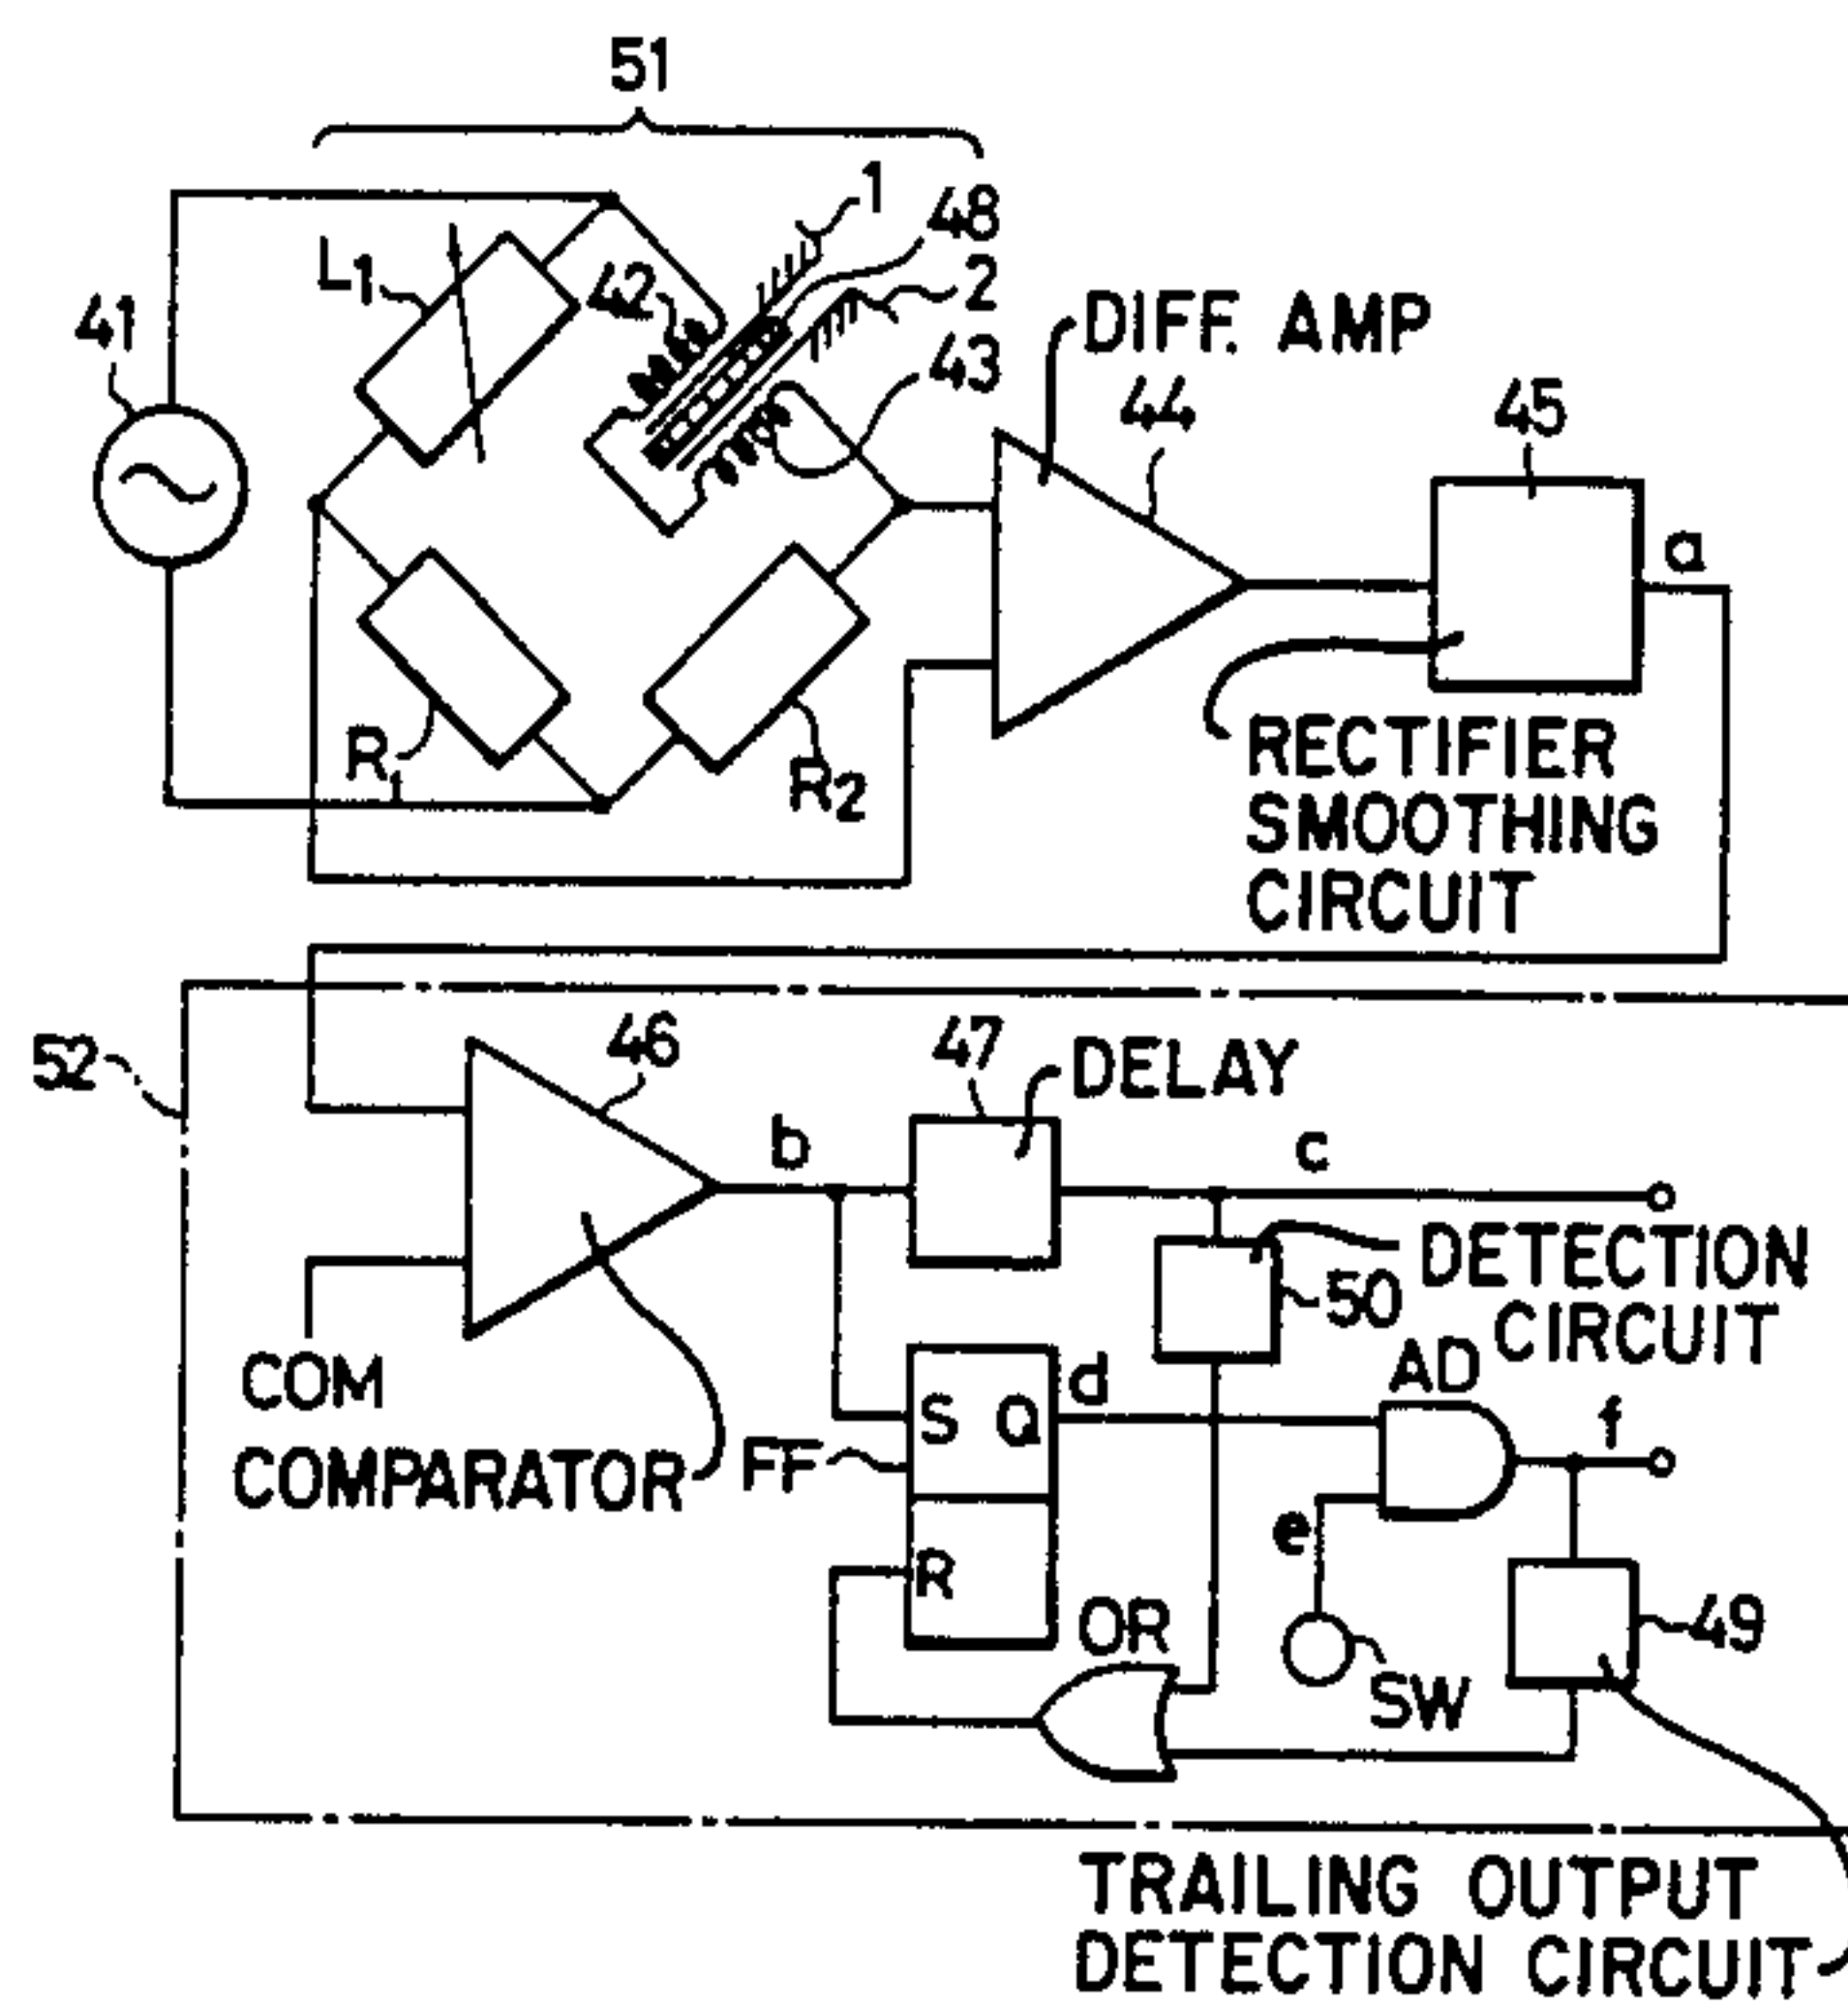 51
1
48
L1
42
2
41
43
DIFF. AMP
44
45
a
R1
R2
RECTIFIER
SMOOTHING
CIRCUIT
52
46
47
DELAY
b
c
DETECTION
CIRCUIT
50
COM
COMPARATOR
AD
d
S Q
FF
f
R
e
OR
SW
49
TRAILING OUTPUT
DETECTION CIRCUIT